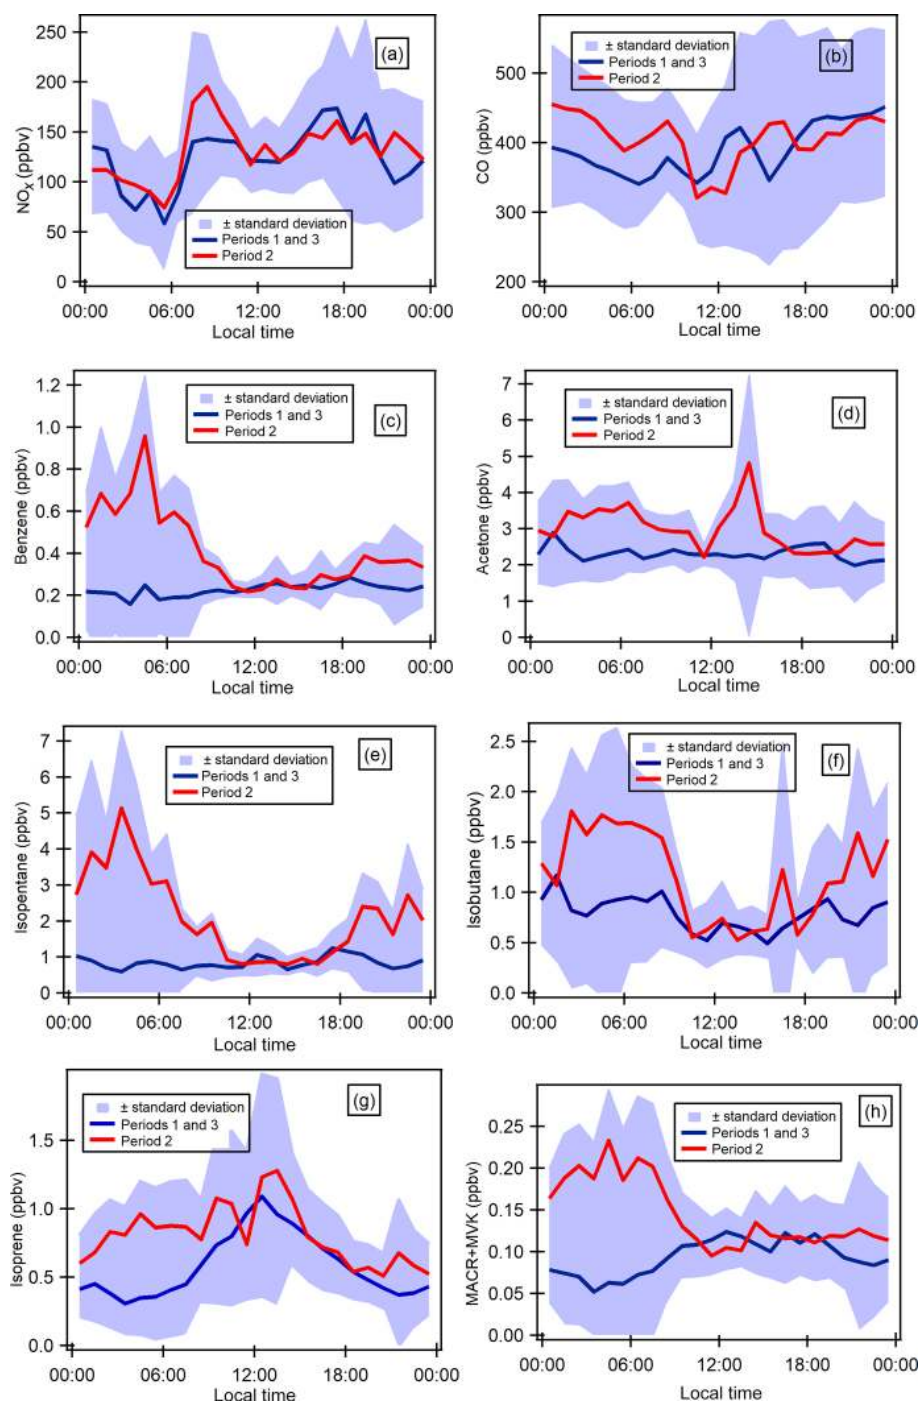 (a)
± standard deviation
Periods 1 and 3
Period 2
NOX (ppbv)
250
200
150
100
50
0
00:00 06:00 12:00 18:00 00:00
Local time
(b)
± standard deviation
Periods 1 and 3
Period 2
CO (ppbv)
500
400
300
200
00:00 06:00 12:00 18:00 00:00
Local time
(c)
± standard deviation
Periods 1 and 3
Period 2
Benzene (ppbv)
1.2
1.0
0.8
0.6
0.4
0.2
0.0
00:00 06:00 12:00 18:00 00:00
Local time
(d)
± standard deviation
Periods 1 and 3
Period 2
Acetone (ppbv)
7
6
5
4
3
2
1
0
00:00 06:00 12:00 18:00 00:00
Local time
(e)
± standard deviation
Periods 1 and 3
Period 2
Isopentane (ppbv)
7
6
5
4
3
2
1
0
00:00 06:00 12:00 18:00 00:00
Local time
(f)
± standard deviation
Periods 1 and 3
Period 2
Isobutane (ppbv)
2.5
2.0
1.5
1.0
0.5
0
00:00 06:00 12:00 18:00 00:00
Local time
(g)
± standard deviation
Periods 1 and 3
Period 2
Isoprene (ppbv)
1.5
1.0
0.5
0.0
00:00 06:00 12:00 18:00 00:00
Local time
(h)
± standard deviation
Periods 1 and 3
Period 2
MACR+MVK (ppbv)
0.25
0.20
0.15
0.10
0.05
0.00
00:00 06:00 12:00 18:00 00:00
Local time